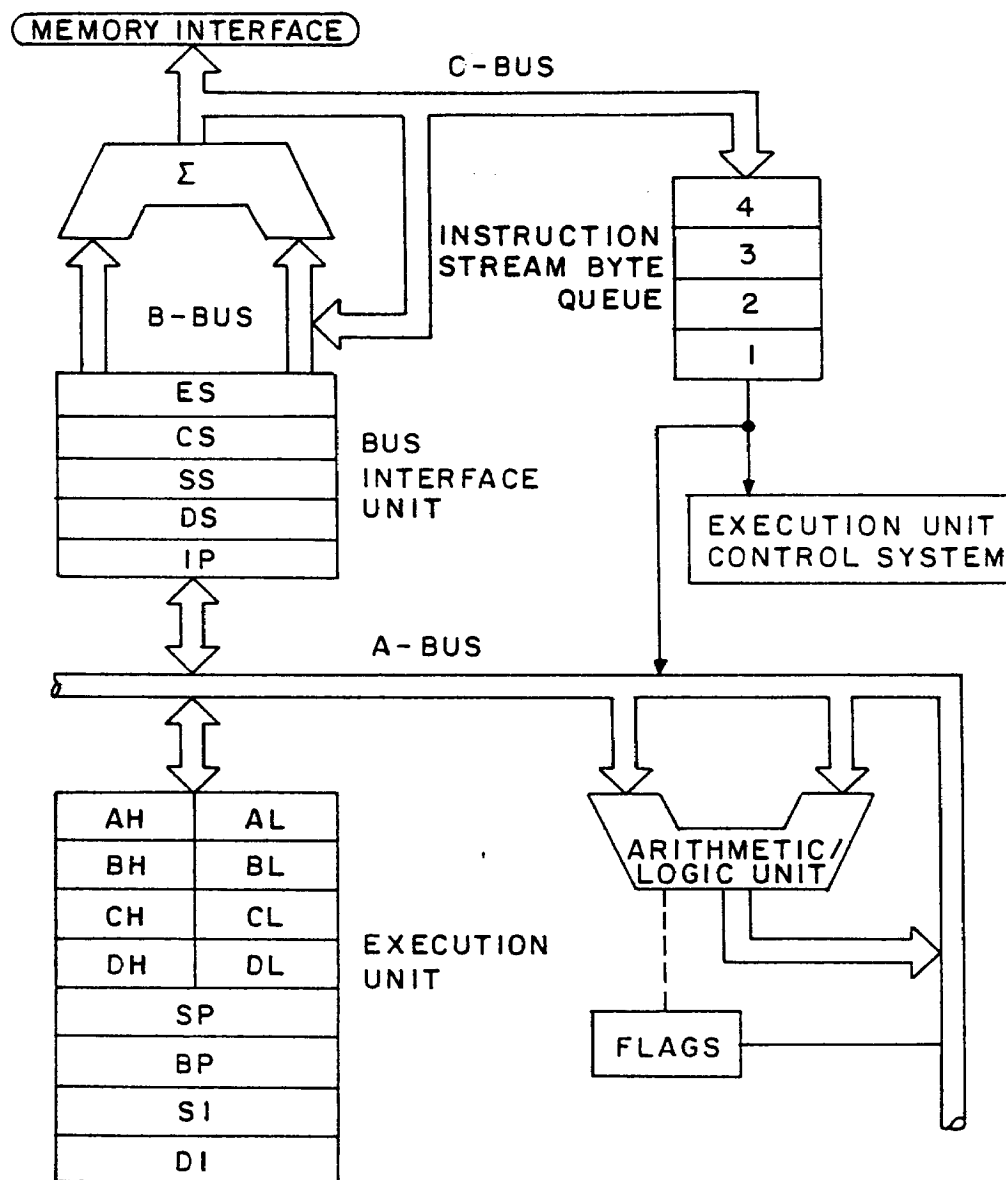 MEMORY INTERFACE
C-BUS
Σ
4
3
2
1
INSTRUCTION
STREAM BYTE
QUEUE
B-BUS
ES
CS
SS
DS
IP
BUS
INTERFACE
UNIT
EXECUTION UNIT
CONTROL SYSTEM
A-BUS
AH AL
BH BL
CH CL
DH DL
SP
BP
SI
DI
EXECUTION
UNIT
ARITHMETIC/
LOGIC UNIT
FLAGS